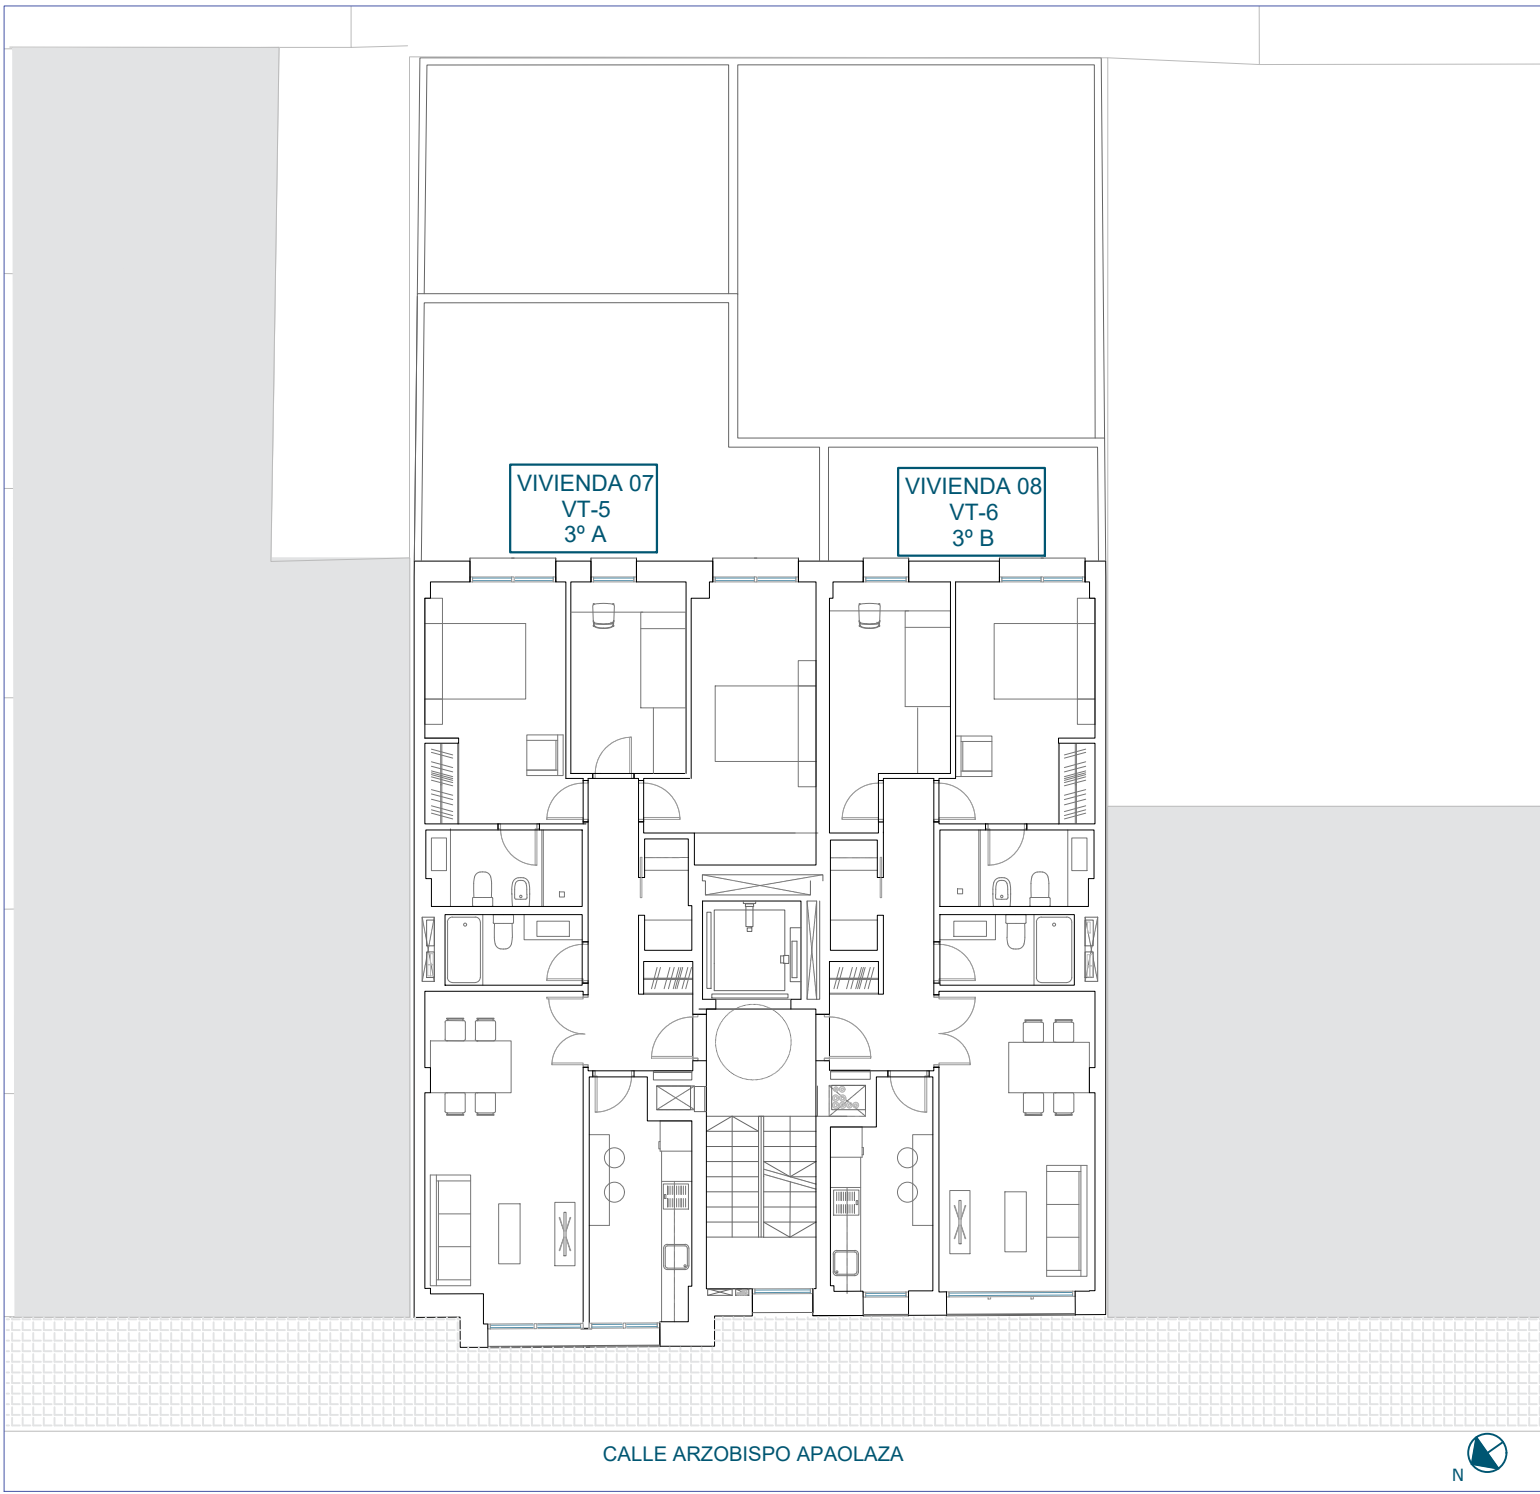 VIVIENDA 07
VT-5
3º A
VIVIENDA 08
VT-6
3º B
CALLE ARZOBISPO APAOLAZA
N